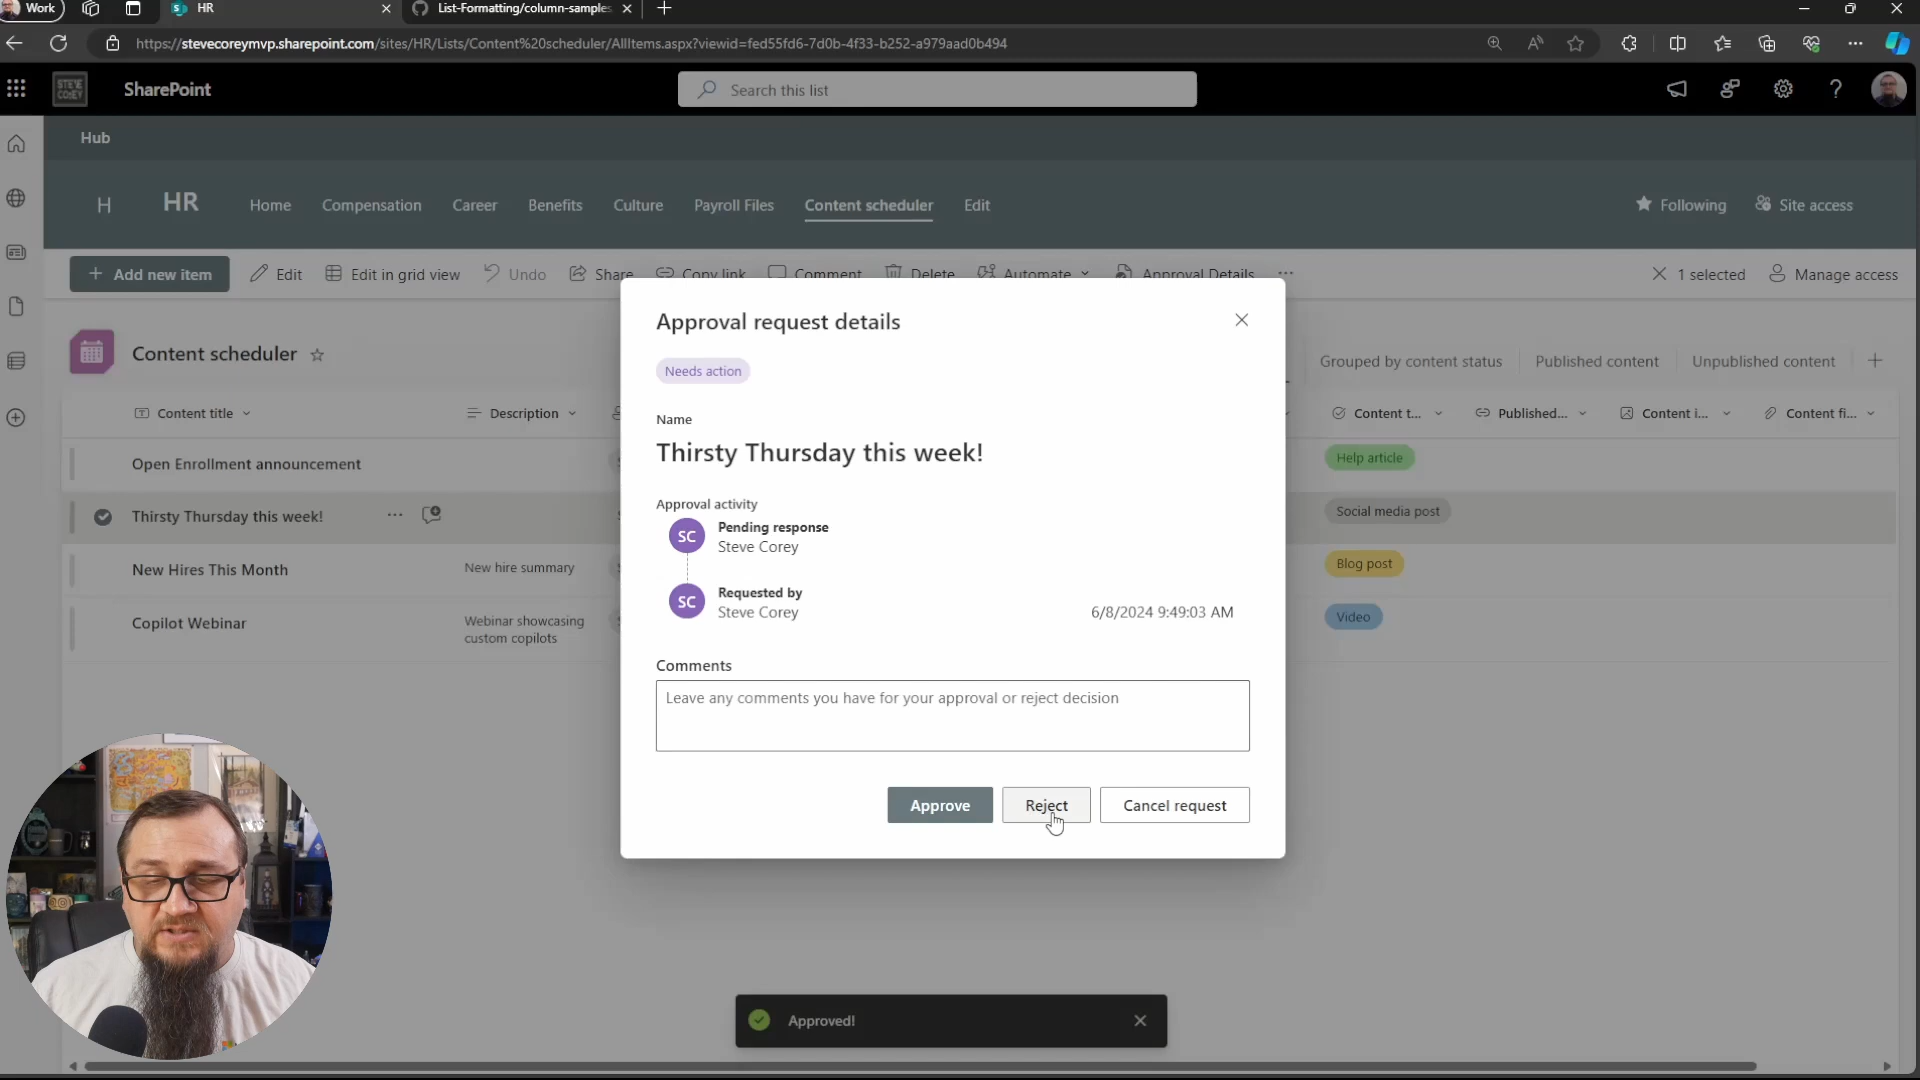 Work
HR
List-Formatting/column-samples
https://stevecoreymvp.sharepoint.com/sites/HR/Lists/Content%20scheduler/AllItems.aspx?viewid=fed55fd6-7d0b-4f33-b252-a979aad0b494
STEVE COREY
SharePoint
Search this list
Hub
H
HR
Home
Compensation
Career
Benefits
Culture
Payroll Files
Content scheduler
Edit
Following
Site access
Add new item
Edit
Edit in grid view
Undo
Share
Copy link
Comment
Delete
Automate
Approval Details
1 selected
Manage access
Content scheduler
Grouped by content status
Published content
Unpublished content
Content title
Description
Content t...
Published...
Content i...
Content fi...
Open Enrollment announcement
Help article
Thirsty Thursday this week!
Social media post
New Hires This Month
New hire summary
Blog post
Copilot Webinar
Webinar showcasing
custom copilots
Video
Approval request details
Needs action
Name
Thirsty Thursday this week!
Approval activity
SC
Pending response
Steve Corey
SC
Requested by
Steve Corey
6/8/2024 9:49:03 AM
Comments
Leave any comments you have for your approval or reject decision
Approve
Reject
Cancel request
Approved!